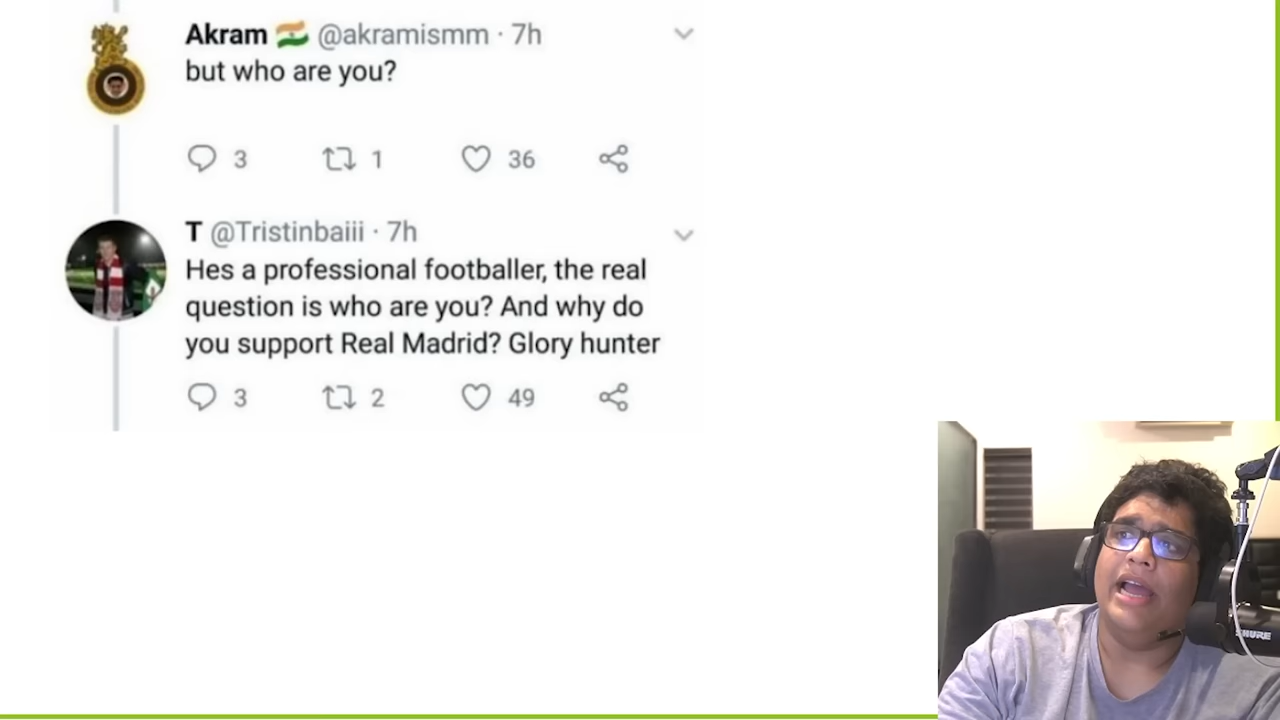 Akram 🇮🇳 @akramismm · 7h
but who are you?
3 1 36
T @Tristinbaiii · 7h
Hes a professional footballer, the real
question is who are you? And why do
you support Real Madrid? Glory hunter
3 2 49
SHURE